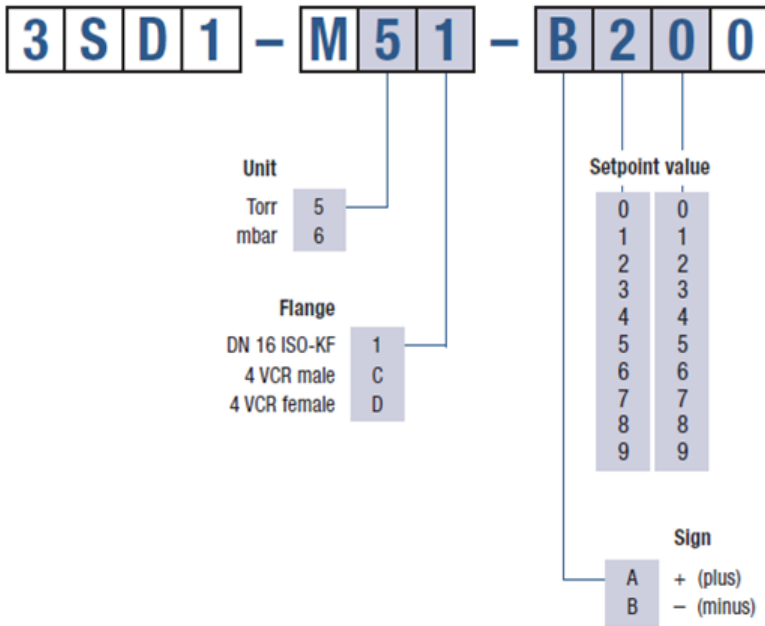 3SD1-M51-B200
Unit
Torr 5
mbar 6
Flange
DN 16 ISO-KF 1
4 VCR male C
4 VCR female D
Setpoint value
0 0
1 1
2 2
3 3
4 4
5 5
6 6
7 7
8 8
9 9
Sign
A + (plus)
B – (minus)